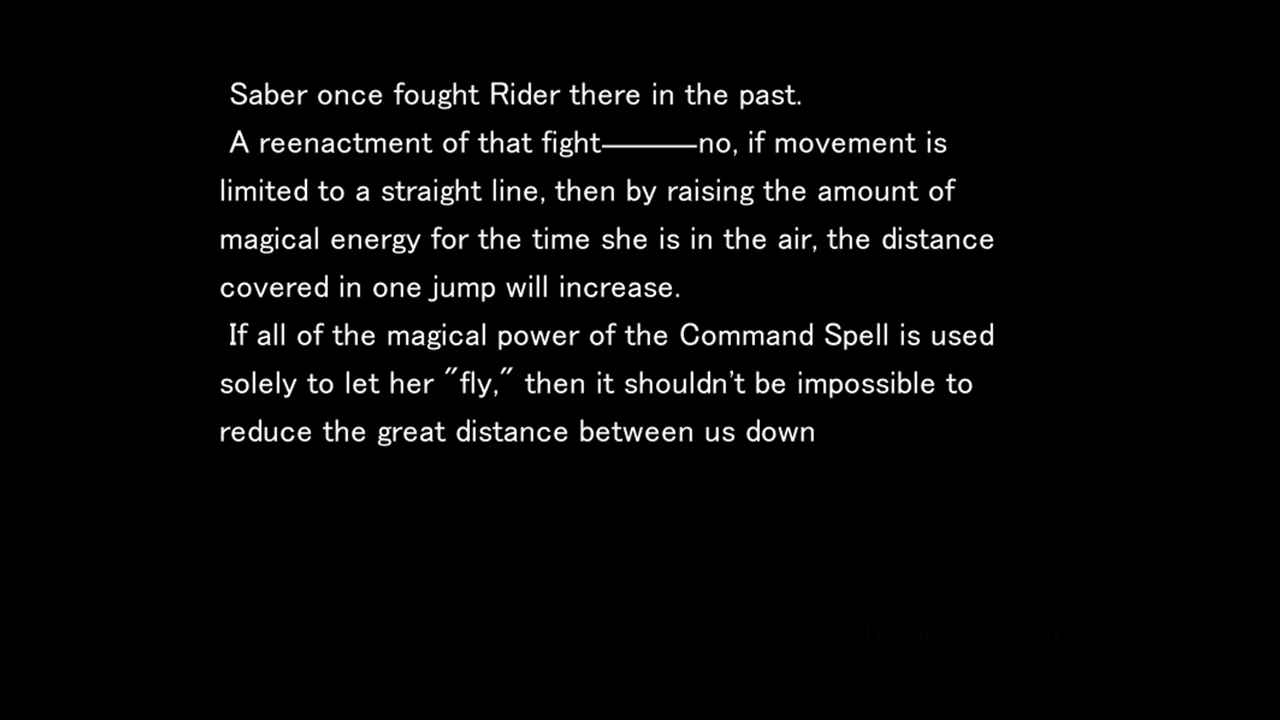 Saber once fought Rider there in the past.
A reenactment of that fight―――no, if movement is
limited to a straight line, then by raising the amount of
magical energy for the time she is in the air, the distance
covered in one jump will increase.
If all of the magical power of the Command Spell is used
solely to let her "fly," then it shouldn't be impossible to
reduce the great distance between us down